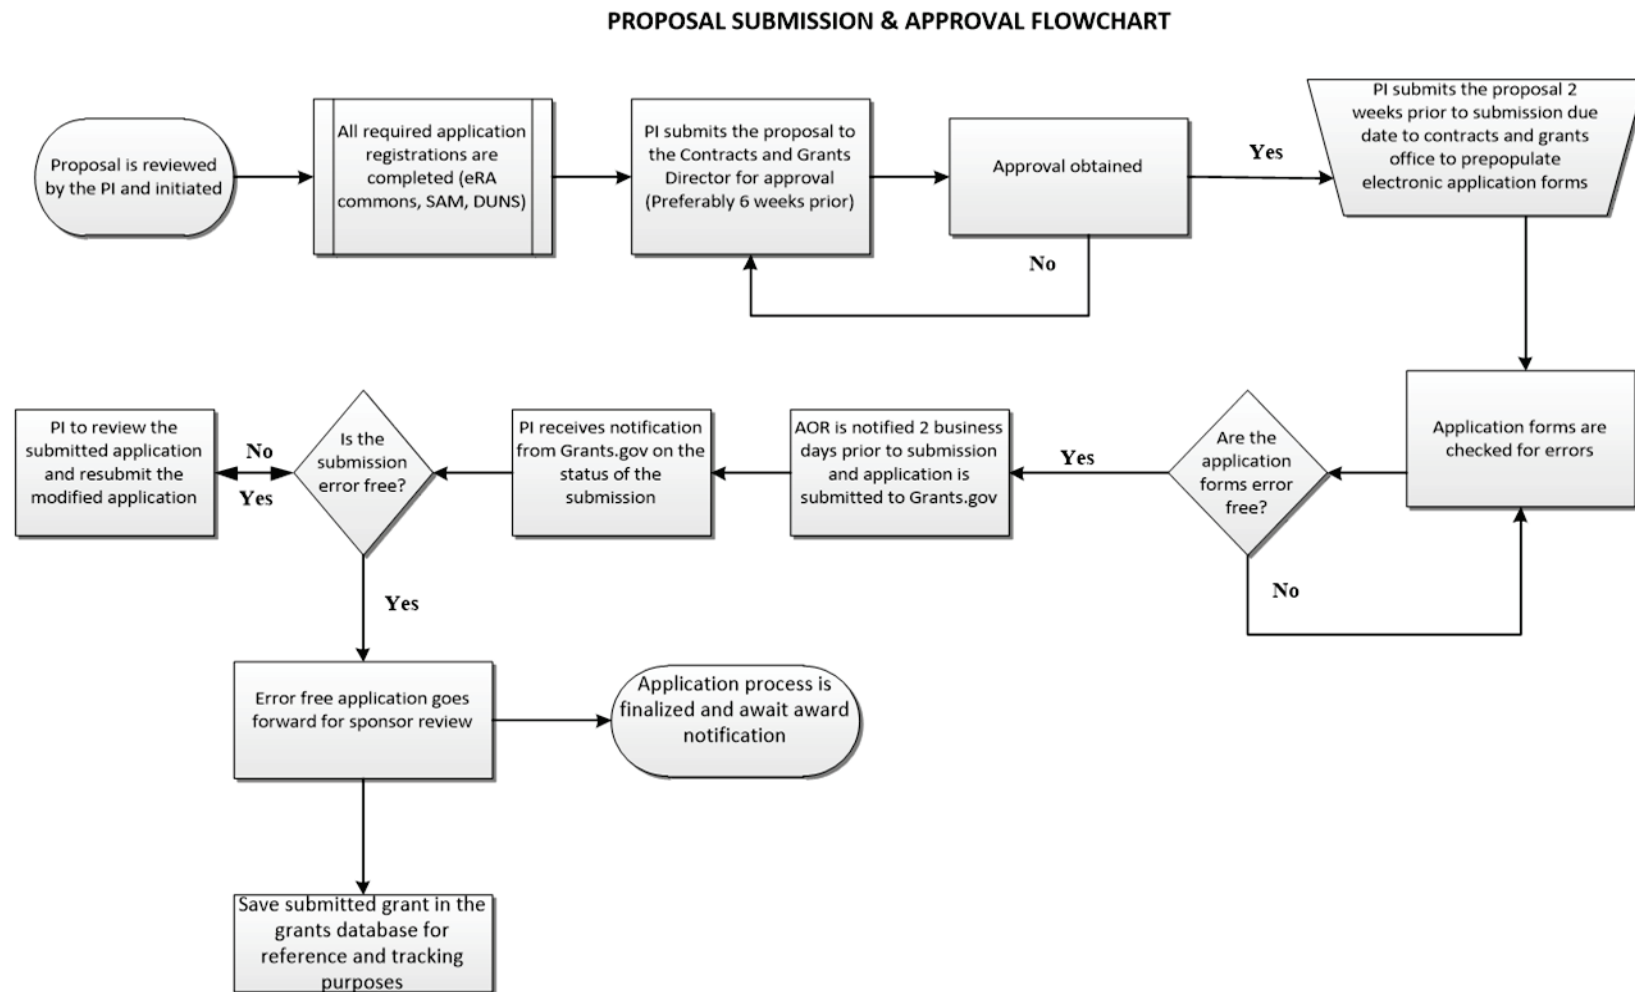 PROPOSAL SUBMISSION & APPROVAL FLOWCHART
Proposal is reviewed
by the PI and initiated
All required application
registrations are
completed (eRA
commons, SAM, DUNS)
PI submits the proposal to
the Contracts and Grants
Director for approval
(Preferably 6 weeks prior)
Approval obtained
Yes
No
PI submits the proposal 2
weeks prior to submission due
date to contracts and grants
office to prepopulate
electronic application forms
Application forms are
checked for errors
Are the
application
forms error
free?
No
Yes
AOR is notified 2 business
days prior to submission
and application is
submitted to Grants.gov
PI receives notification
from Grants.gov on the
status of the
submission
Is the
submission
error free?
No
Yes
PI to review the
submitted application
and resubmit the
modified application
Yes
Error free application goes
forward for sponsor review
Application process is
finalized and await award
notification
Save submitted grant in the
grants database for
reference and tracking
purposes